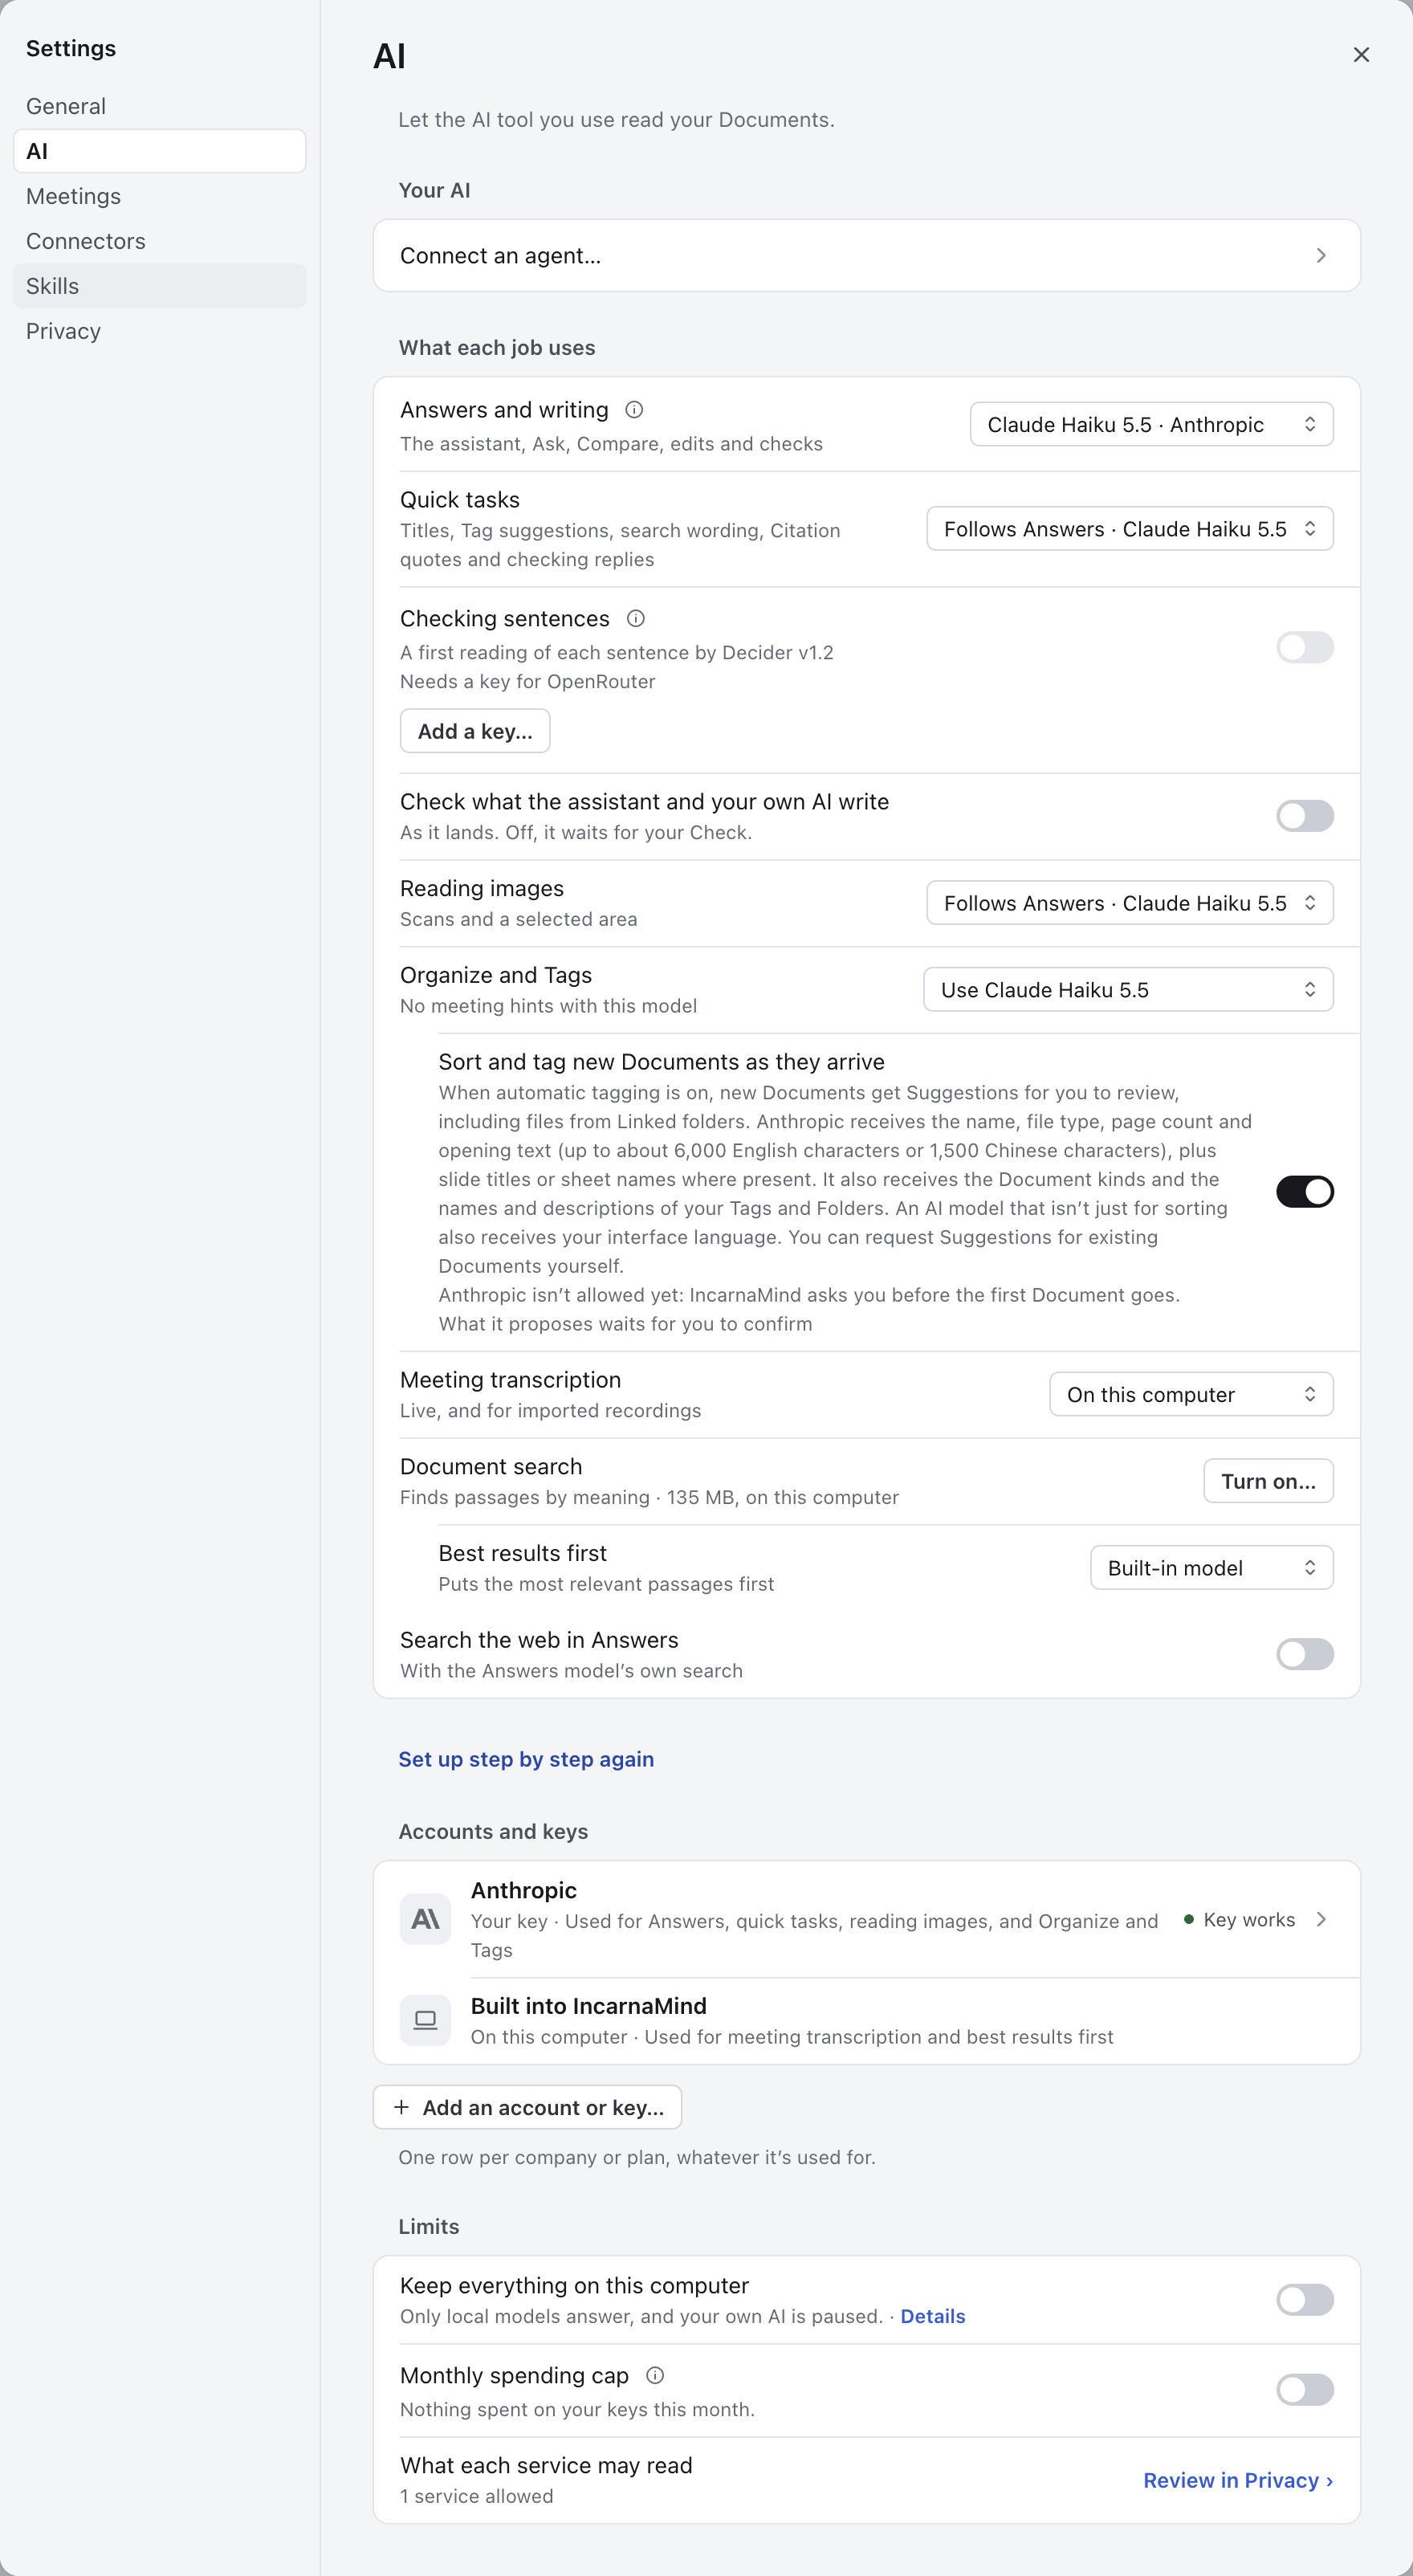 Settings
General
AI
Meetings
Connectors
Skills
Privacy
AI
Let the AI tool you use read your Documents.
Your AI
Connect an agent...
What each job uses
Answers and writing
The assistant, Ask, Compare, edits and checks
Claude Haiku 5.5 · Anthropic
Quick tasks
Titles, Tag suggestions, search wording, Citation
quotes and checking replies
Follows Answers · Claude Haiku 5.5
Checking sentences
A first reading of each sentence by Decider v1.2
Needs a key for OpenRouter
Add a key...
Check what the assistant and your own AI write
As it lands. Off, it waits for your Check.
Reading images
Scans and a selected area
Follows Answers · Claude Haiku 5.5
Organize and Tags
No meeting hints with this model
Use Claude Haiku 5.5
Sort and tag new Documents as they arrive
When automatic tagging is on, new Documents get Suggestions for you to review,
including files from Linked folders. Anthropic receives the name, file type, page count and
opening text (up to about 6,000 English characters or 1,500 Chinese characters), plus
slide titles or sheet names where present. It also receives the Document kinds and the
names and descriptions of your Tags and Folders. An AI model that isn’t just for sorting
also receives your interface language. You can request Suggestions for existing
Documents yourself.
Anthropic isn’t allowed yet: IncarnaMind asks you before the first Document goes.
What it proposes waits for you to confirm
Meeting transcription
Live, and for imported recordings
On this computer
Document search
Finds passages by meaning · 135 MB, on this computer
Turn on...
Best results first
Puts the most relevant passages first
Built-in model
Search the web in Answers
With the Answers model’s own search
Set up step by step again
Accounts and keys
Anthropic
Your key · Used for Answers, quick tasks, reading images, and Organize and
Tags
Key works
Built into IncarnaMind
On this computer · Used for meeting transcription and best results first
Add an account or key...
One row per company or plan, whatever it’s used for.
Limits
Keep everything on this computer
Only local models answer, and your own AI is paused. · Details
Monthly spending cap
Nothing spent on your keys this month.
What each service may read
1 service allowed
Review in Privacy ›